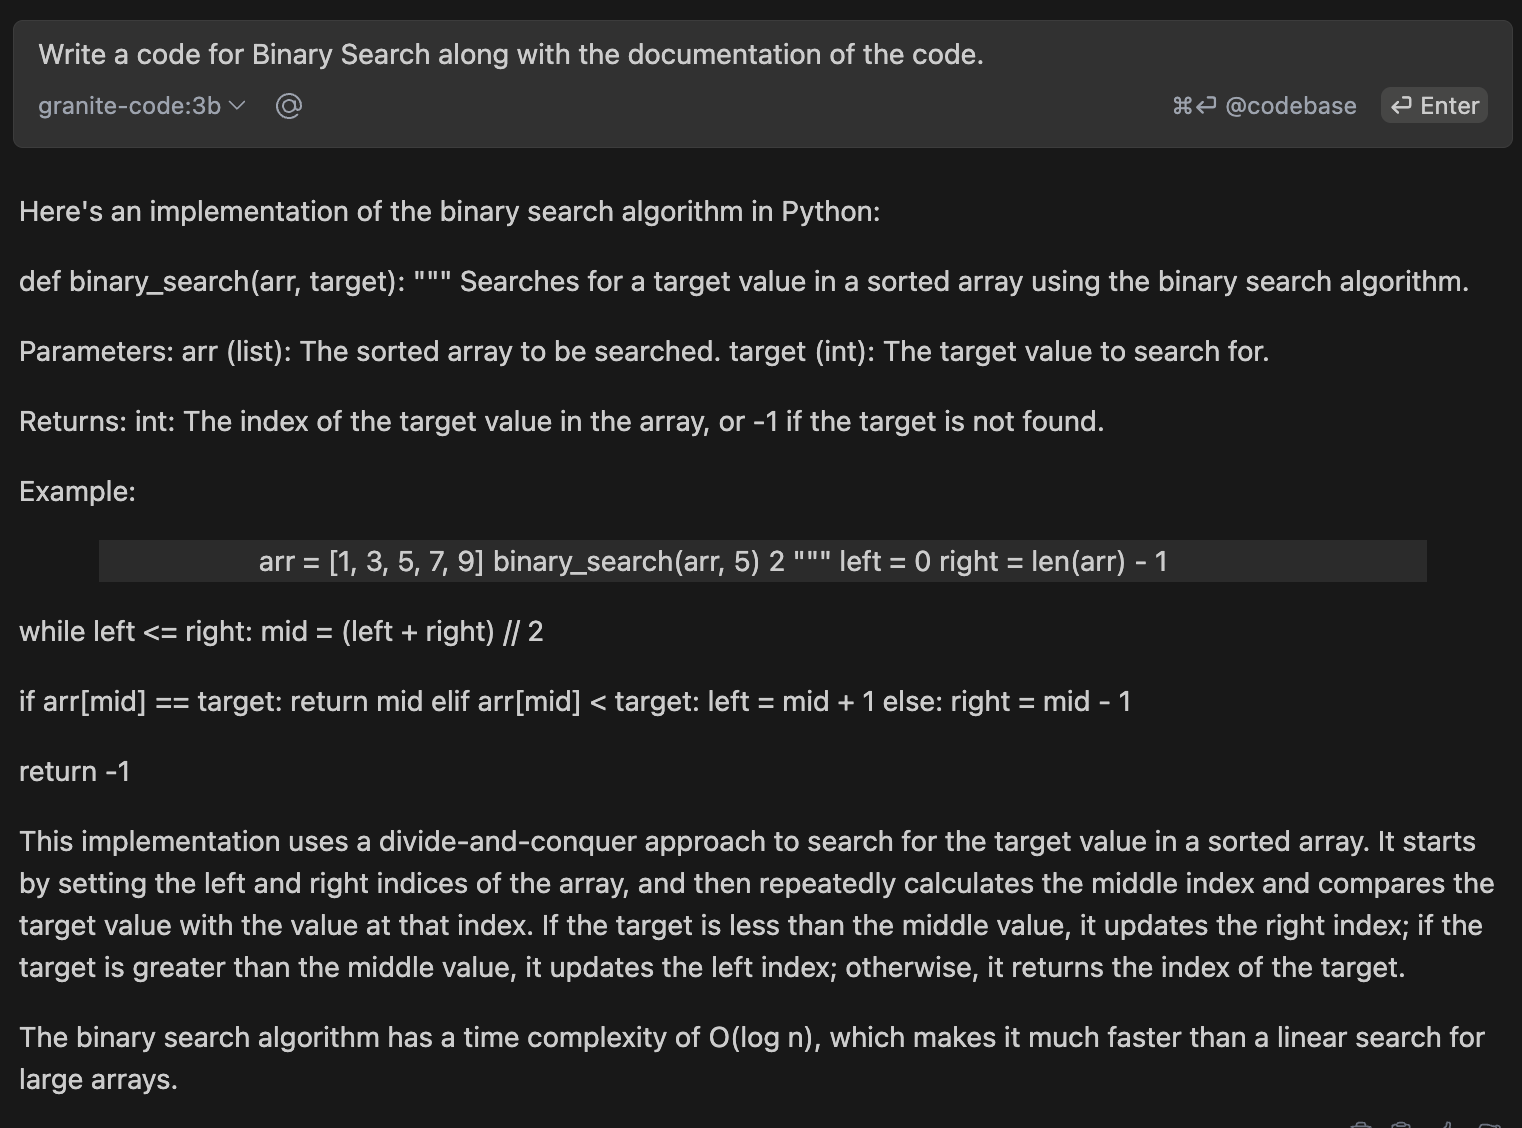 Write a code for Binary Search along with the documentation of the code.
granite-code:3b @ ⌘⏎ @codebase ⏎ Enter
Here's an implementation of the binary search algorithm in Python:
def binary_search(arr, target): """ Searches for a target value in a sorted array using the binary search algorithm.
Parameters: arr (list): The sorted array to be searched. target (int): The target value to search for.
Returns: int: The index of the target value in the array, or -1 if the target is not found.
Example:
arr = [1, 3, 5, 7, 9] binary_search(arr, 5) 2 """ left = 0 right = len(arr) - 1
while left <= right: mid = (left + right) // 2
if arr[mid] == target: return mid elif arr[mid] < target: left = mid + 1 else: right = mid - 1
return -1
This implementation uses a divide-and-conquer approach to search for the target value in a sorted array. It starts
by setting the left and right indices of the array, and then repeatedly calculates the middle index and compares the
target value with the value at that index. If the target is less than the middle value, it updates the right index; if the
target is greater than the middle value, it updates the left index; otherwise, it returns the index of the target.
The binary search algorithm has a time complexity of O(log n), which makes it much faster than a linear search for
large arrays.